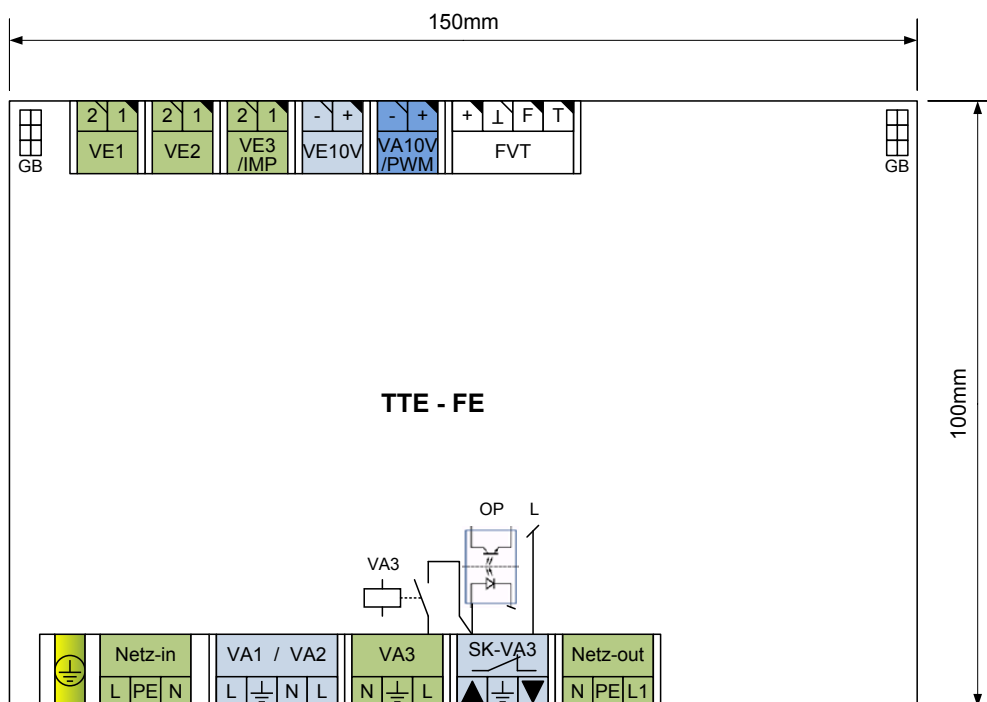 150mm
2 1 2 1 2 1 - + - + + ⊥ F T
GB VE1 VE2 VE3 /IMP VE10V VA10V /PWM FVT GB
100mm
TTE - FE
OP L
VA3
Netz-in VA1 / VA2 VA3 SK-VA3 Netz-out
L PE N L N L N L N PE L1